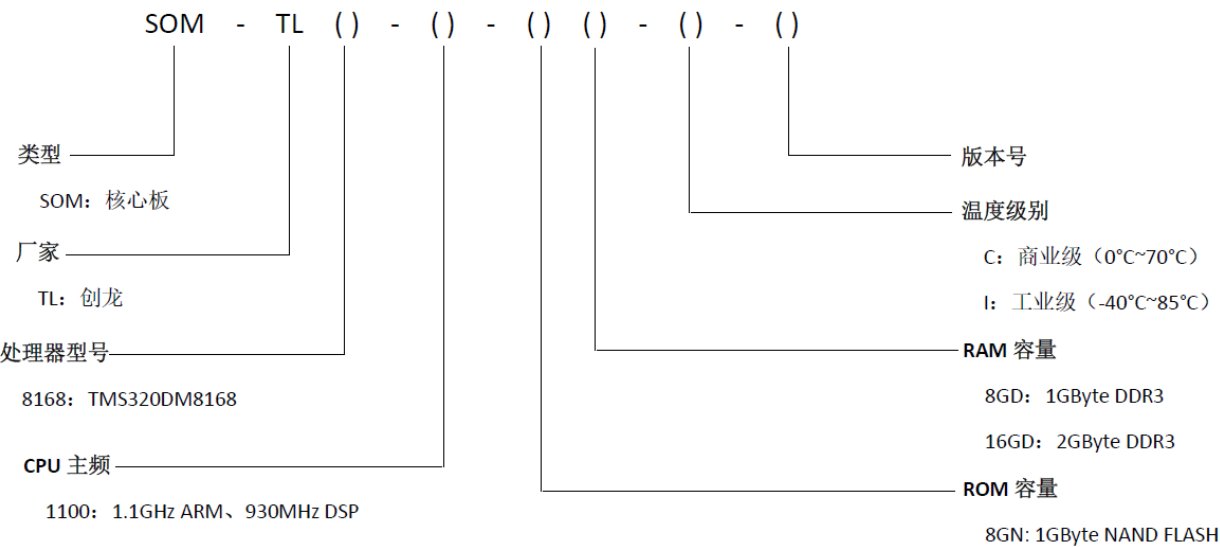 SOM - TL () - () - () () - () - ()
类型
SOM：核心板
厂家
TL：创龙
处理器型号
8168：TMS320DM8168
CPU 主频
1100：1.1GHz ARM、930MHz DSP
版本号
温度级别
C：商业级（0°C~70°C）
I：工业级（-40°C~85°C）
RAM 容量
8GD：1GByte DDR3
16GD：2GByte DDR3
ROM 容量
8GN: 1GByte NAND FLASH